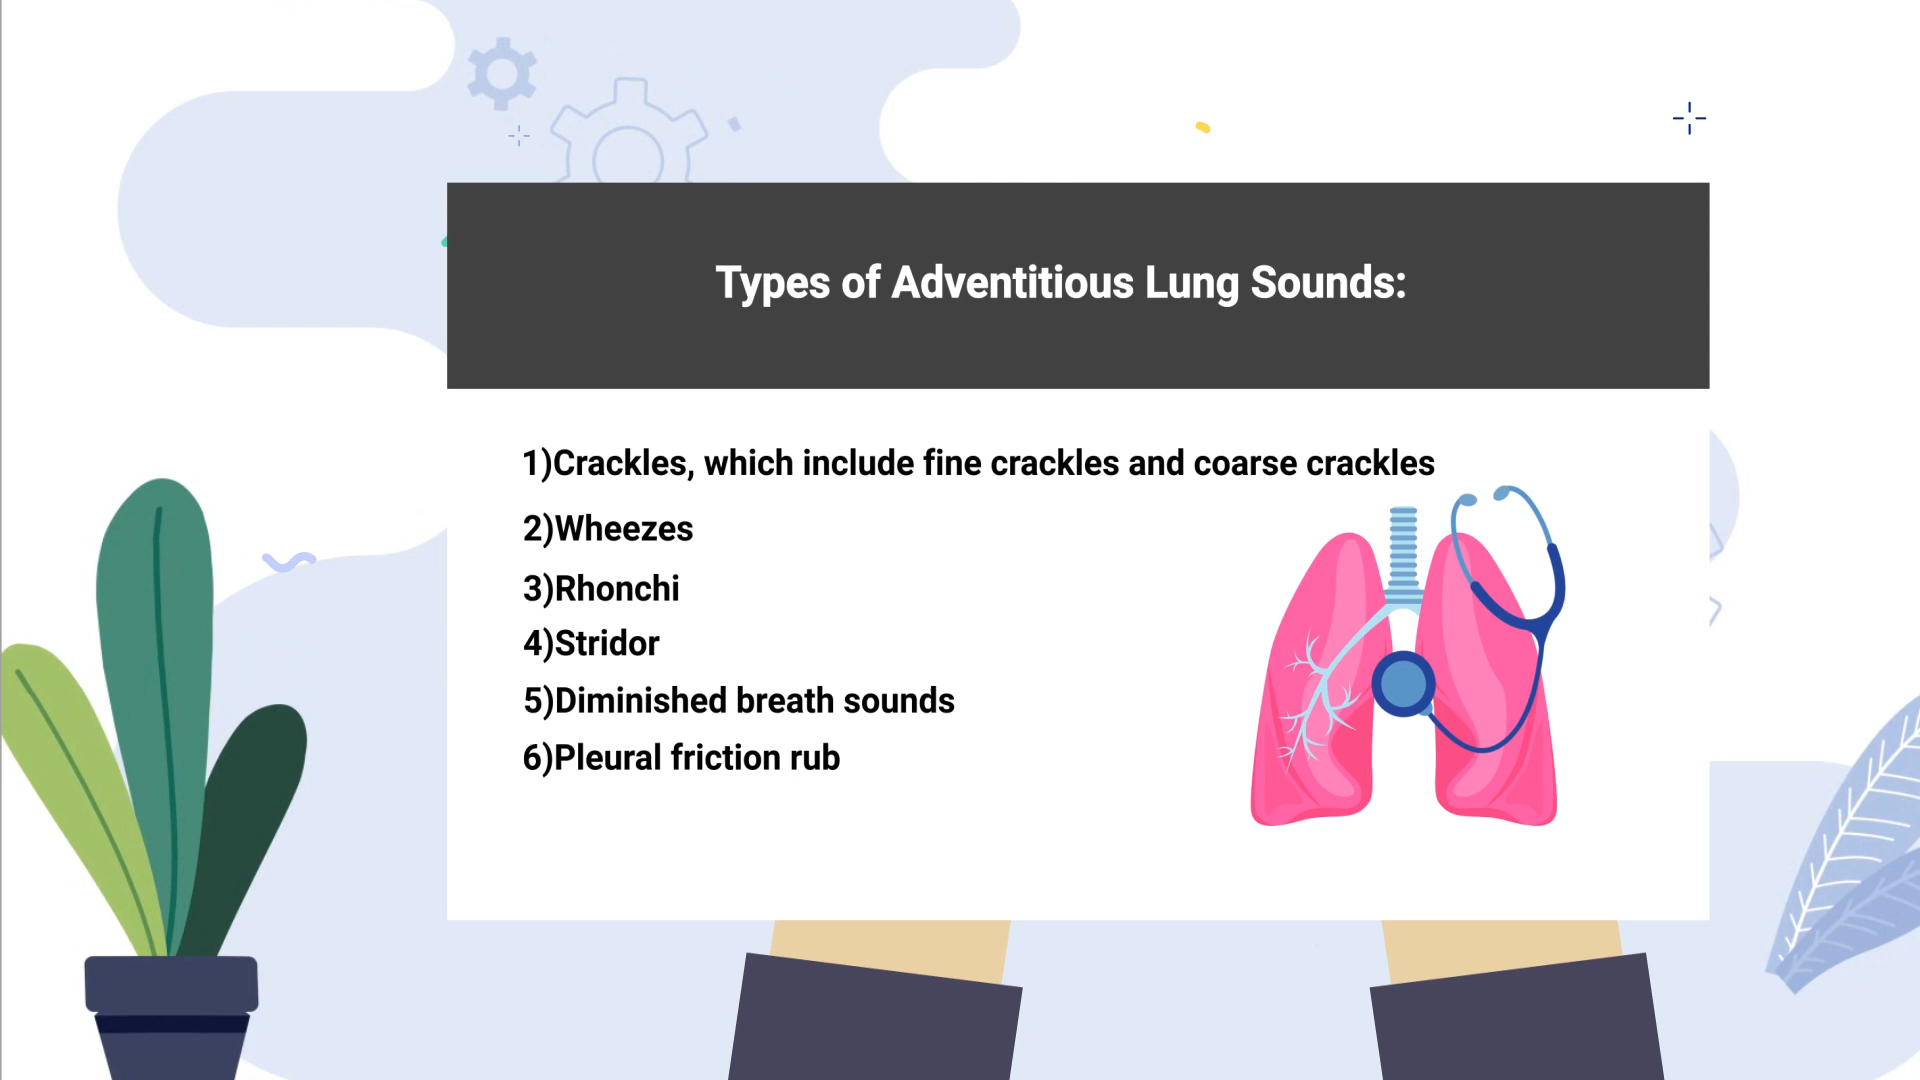 Types of Adventitious Lung Sounds:
1)Crackles, which include fine crackles and coarse crackles
2)Wheezes
3)Rhonchi
4)Stridor
5)Diminished breath sounds
6)Pleural friction rub